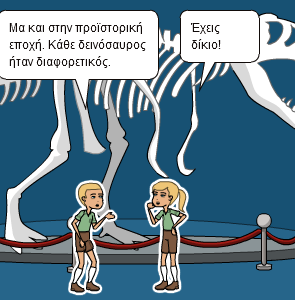 Μα και στην προϊστορική
εποχή. Κάθε δεινόσαυρος
ήταν διαφορετικός.
Έχεις
δίκιο!